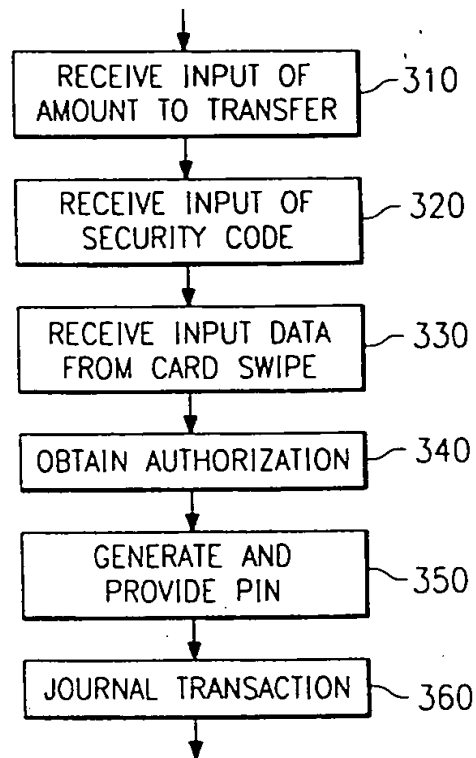 RECEIVE INPUT OF
AMOUNT TO TRANSFER
310
RECEIVE INPUT OF
SECURITY CODE
320
RECEIVE INPUT DATA
FROM CARD SWIPE
330
OBTAIN AUTHORIZATION
340
GENERATE AND
PROVIDE PIN
350
JOURNAL TRANSACTION
360